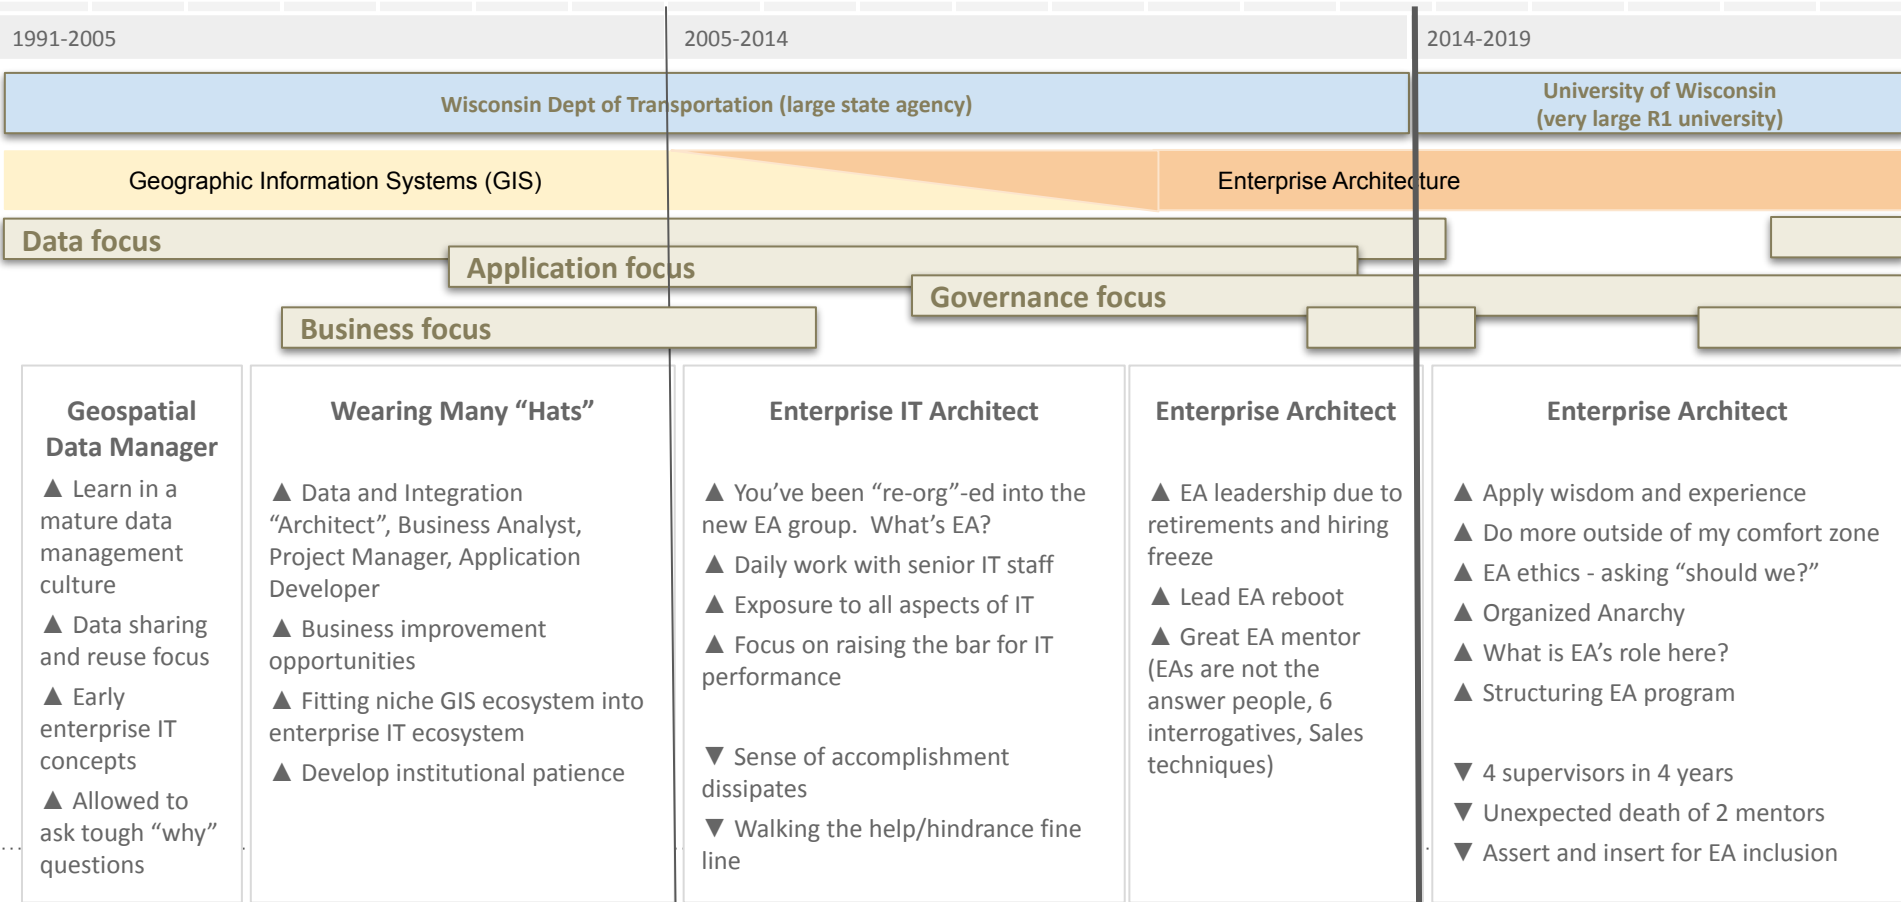 1991-2005
2005-2014
2014-2019
Wisconsin Dept of Transportation (large state agency)
University of Wisconsin
(very large R1 university)
Geographic Information Systems (GIS)
Enterprise Architecture
Data focus
Application focus
Governance focus
Business focus
Geospatial
Data Manager
▲ Learn in a
mature data
management
culture
▲ Data sharing
and reuse focus
▲ Early
enterprise IT
concepts
▲ Allowed to
ask tough “why”
questions
Wearing Many “Hats”
▲ Data and Integration
“Architect”, Business Analyst,
Project Manager, Application
Developer
▲ Business improvement
opportunities
▲ Fitting niche GIS ecosystem into
enterprise IT ecosystem
▲ Develop institutional patience
Enterprise IT Architect
▲ You’ve been “re-org”-ed into the
new EA group.  What’s EA?
▲ Daily work with senior IT staff
▲ Exposure to all aspects of IT
▲ Focus on raising the bar for IT
performance
▼ Sense of accomplishment
dissipates
▼ Walking the help/hindrance fine
line
Enterprise Architect
▲ EA leadership due to
retirements and hiring
freeze
▲ Lead EA reboot
▲ Great EA mentor
(EAs are not the
answer people, 6
interrogatives, Sales
techniques)
Enterprise Architect
▲ Apply wisdom and experience
▲ Do more outside of my comfort zone
▲ EA ethics - asking “should we?”
▲ Organized Anarchy
▲ What is EA’s role here?
▲ Structuring EA program
▼ 4 supervisors in 4 years
▼ Unexpected death of 2 mentors
▼ Assert and insert for EA inclusion